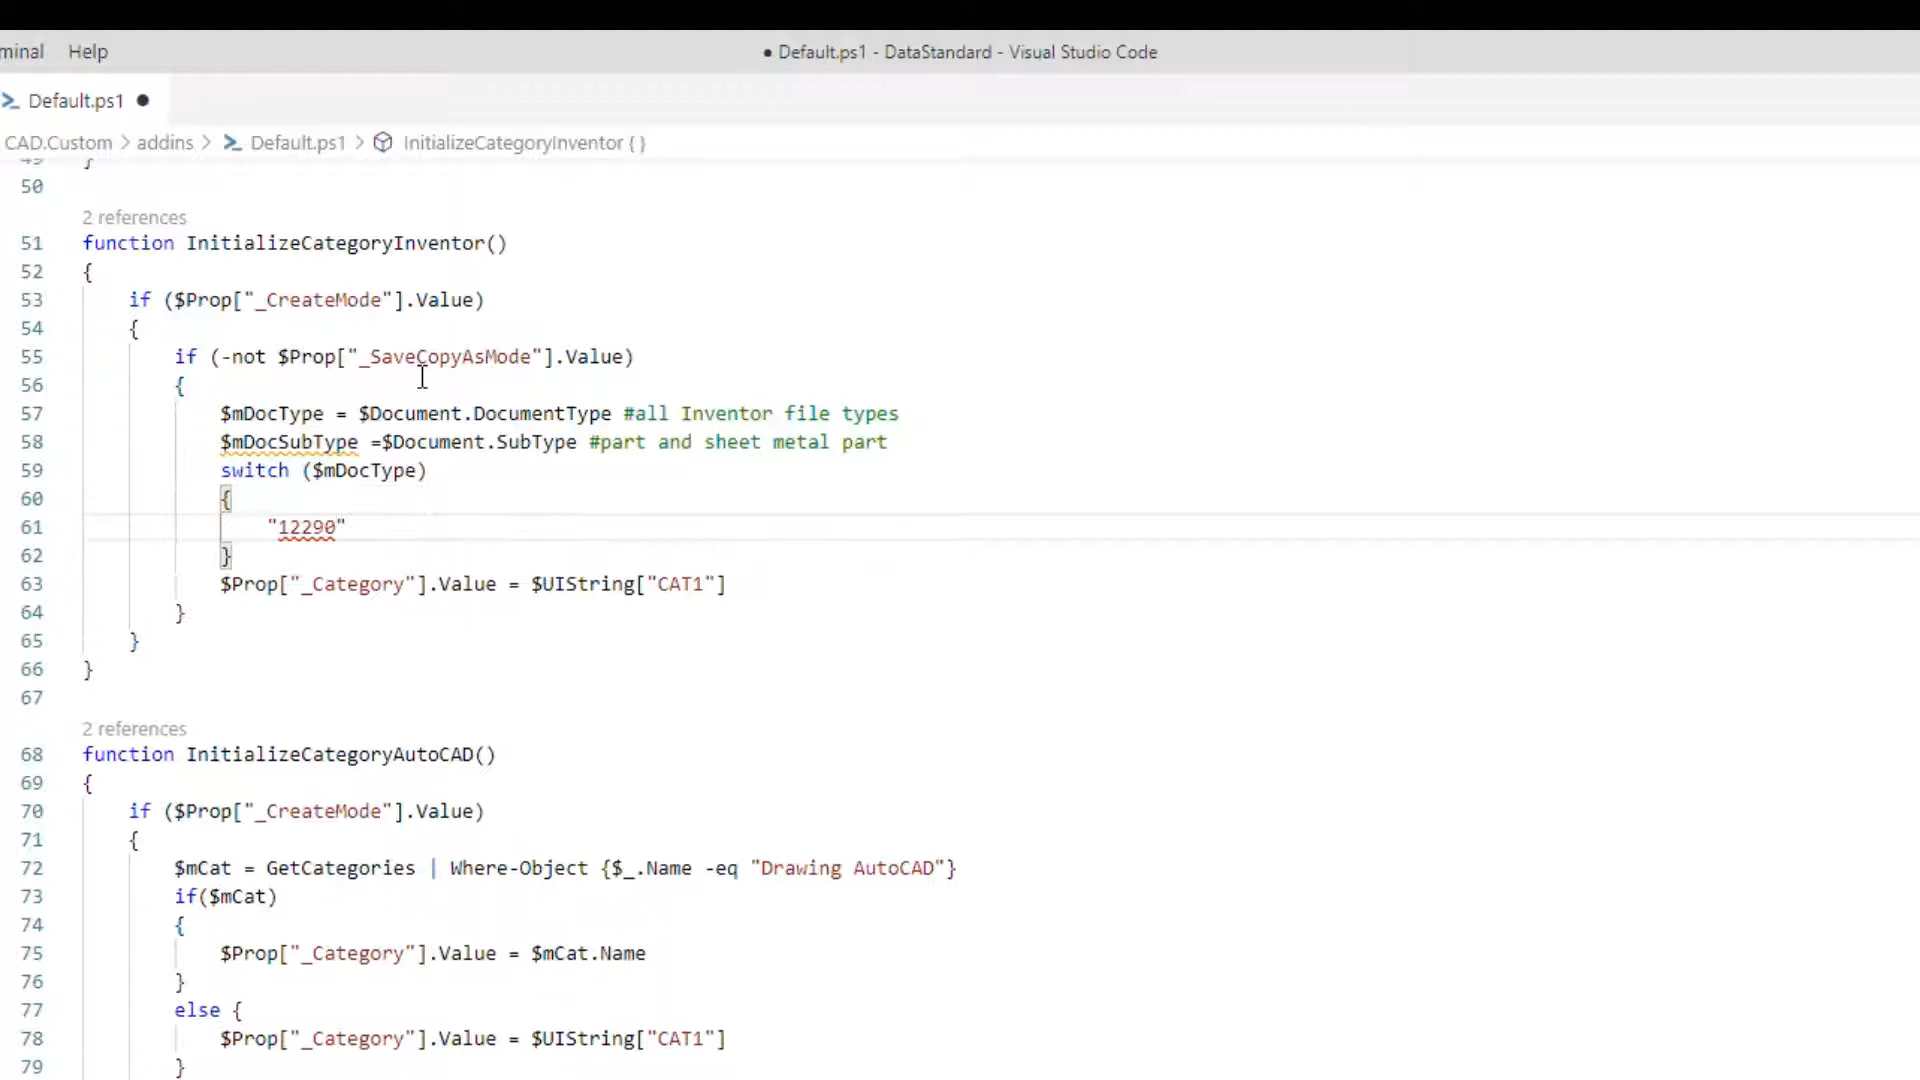 minal Help
● Default.ps1 - DataStandard - Visual Studio Code
Default.ps1 ●
CAD.Custom > addins > Default.ps1 > InitializeCategoryInventor { }
49 }
50
2 references
51 function InitializeCategoryInventor()
52 {
53 if ($Prop["_CreateMode"].Value)
54 {
55 if (-not $Prop["_SaveCopyAsMode"].Value)
56 {
57 $mDocType = $Document.DocumentType #all Inventor file types
58 $mDocSubType =$Document.SubType #part and sheet metal part
59 switch ($mDocType)
60 {
61 "12290"
62 }
63 $Prop["_Category"].Value = $UIString["CAT1"]
64 }
65 }
66 }
67
2 references
68 function InitializeCategoryAutoCAD()
69 {
70 if ($Prop["_CreateMode"].Value)
71 {
72 $mCat = GetCategories | Where-Object {$_.Name -eq "Drawing AutoCAD"}
73 if($mCat)
74 {
75 $Prop["_Category"].Value = $mCat.Name
76 }
77 else {
78 $Prop["_Category"].Value = $UIString["CAT1"]
79 }